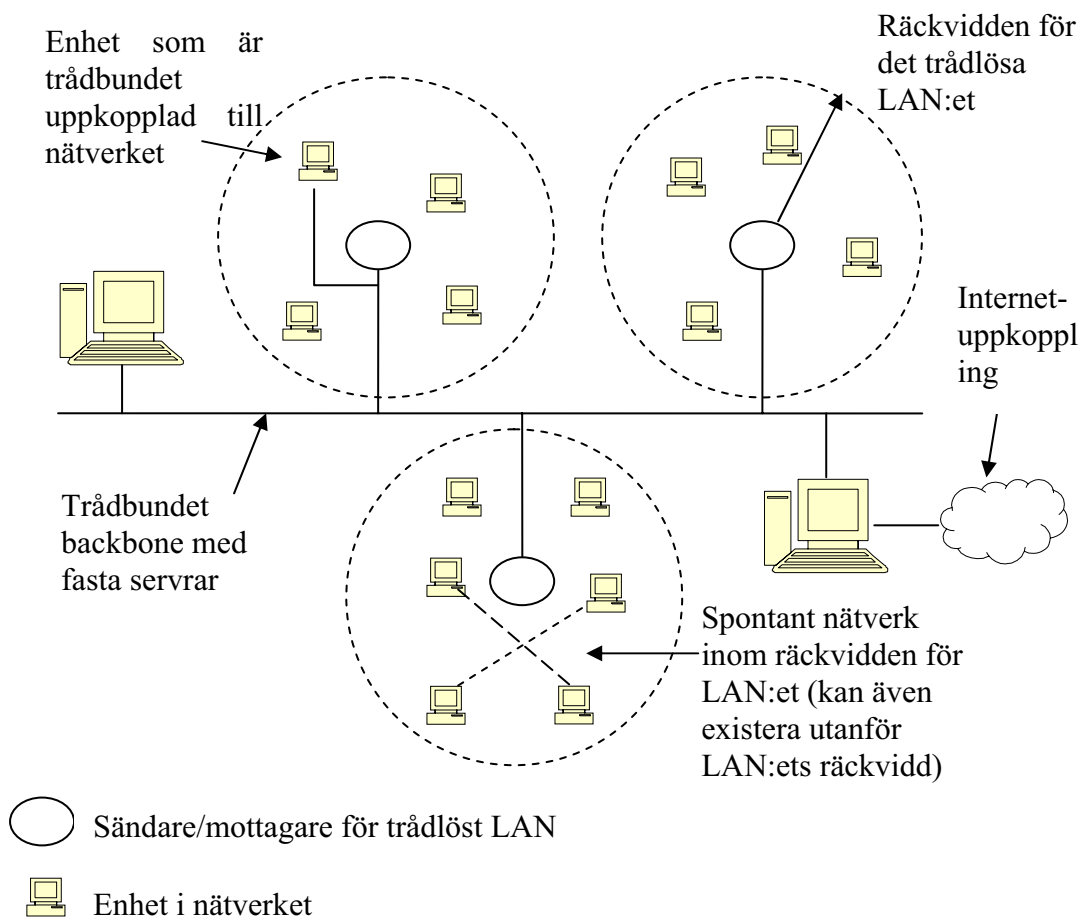 Enhet som är
trådbundet
uppkopplad till
nätverket
Räckvidden för
det trådlösa
LAN:et
Internet-
uppkoppl
ing
Trådbundet
backbone med
fasta servrar
Spontant nätverk
inom räckvidden för
LAN:et (kan även
existera utanför
LAN:ets räckvidd)
Sändare/mottagare för trådlöst LAN
Enhet i nätverket